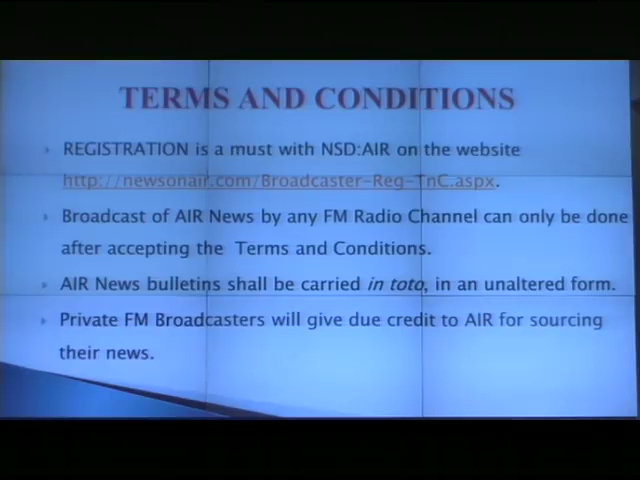 TERMS AND CONDITIONS
REGISTRATION is a must with NSD:AIR on the website
http://newsonair.com/Broadcaster-Reg-TnC.aspx.
Broadcast of AIR News by any FM Radio Channel can only be done
after accepting the Terms and Conditions.
AIR News bulletins shall be carried in toto, in an unaltered form.
Private FM Broadcasters will give due credit to AIR for sourcing
their news.